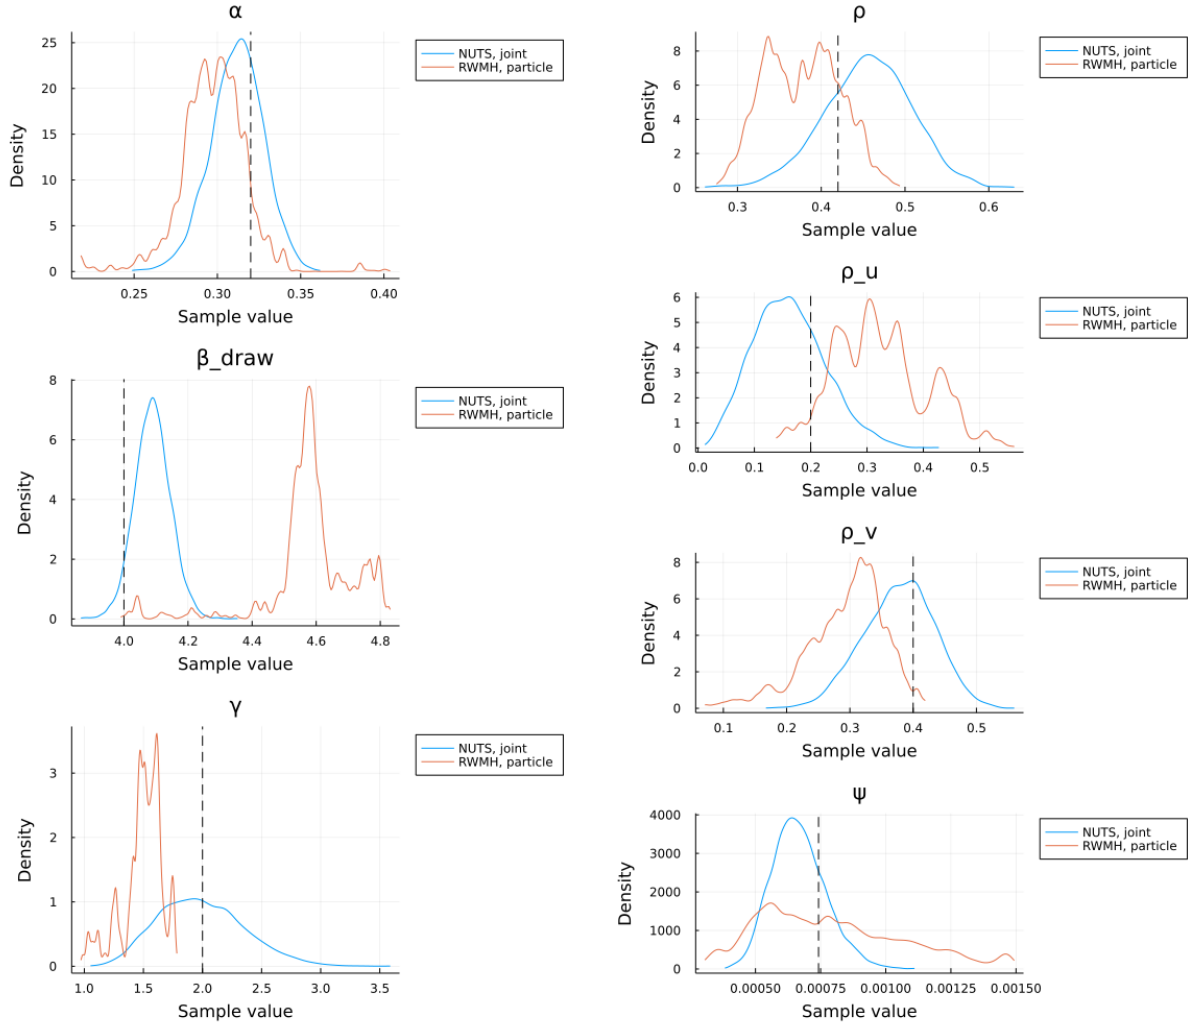 α
NUTS, joint
RWMH, particle
25
20
15
10
5
0
Density
0.25 0.30 0.35 0.40
Sample value
β_draw
NUTS, joint
RWMH, particle
8
6
4
2
0
Density
4.0 4.2 4.4 4.6 4.8
Sample value
γ
NUTS, joint
RWMH, particle
3
2
1
0
Density
1.0 1.5 2.0 2.5 3.0 3.5
Sample value
ρ
NUTS, joint
RWMH, particle
8
6
4
2
0
Density
0.3 0.4 0.5 0.6
Sample value
ρ_u
NUTS, joint
RWMH, particle
6
5
4
3
2
1
0
Density
0.0 0.1 0.2 0.3 0.4 0.5
Sample value
ρ_v
NUTS, joint
RWMH, particle
8
6
4
2
0
Density
0.1 0.2 0.3 0.4 0.5
Sample value
ψ
NUTS, joint
RWMH, particle
4000
3000
2000
1000
0
Density
0.00050 0.00075 0.00100 0.00125 0.00150
Sample value